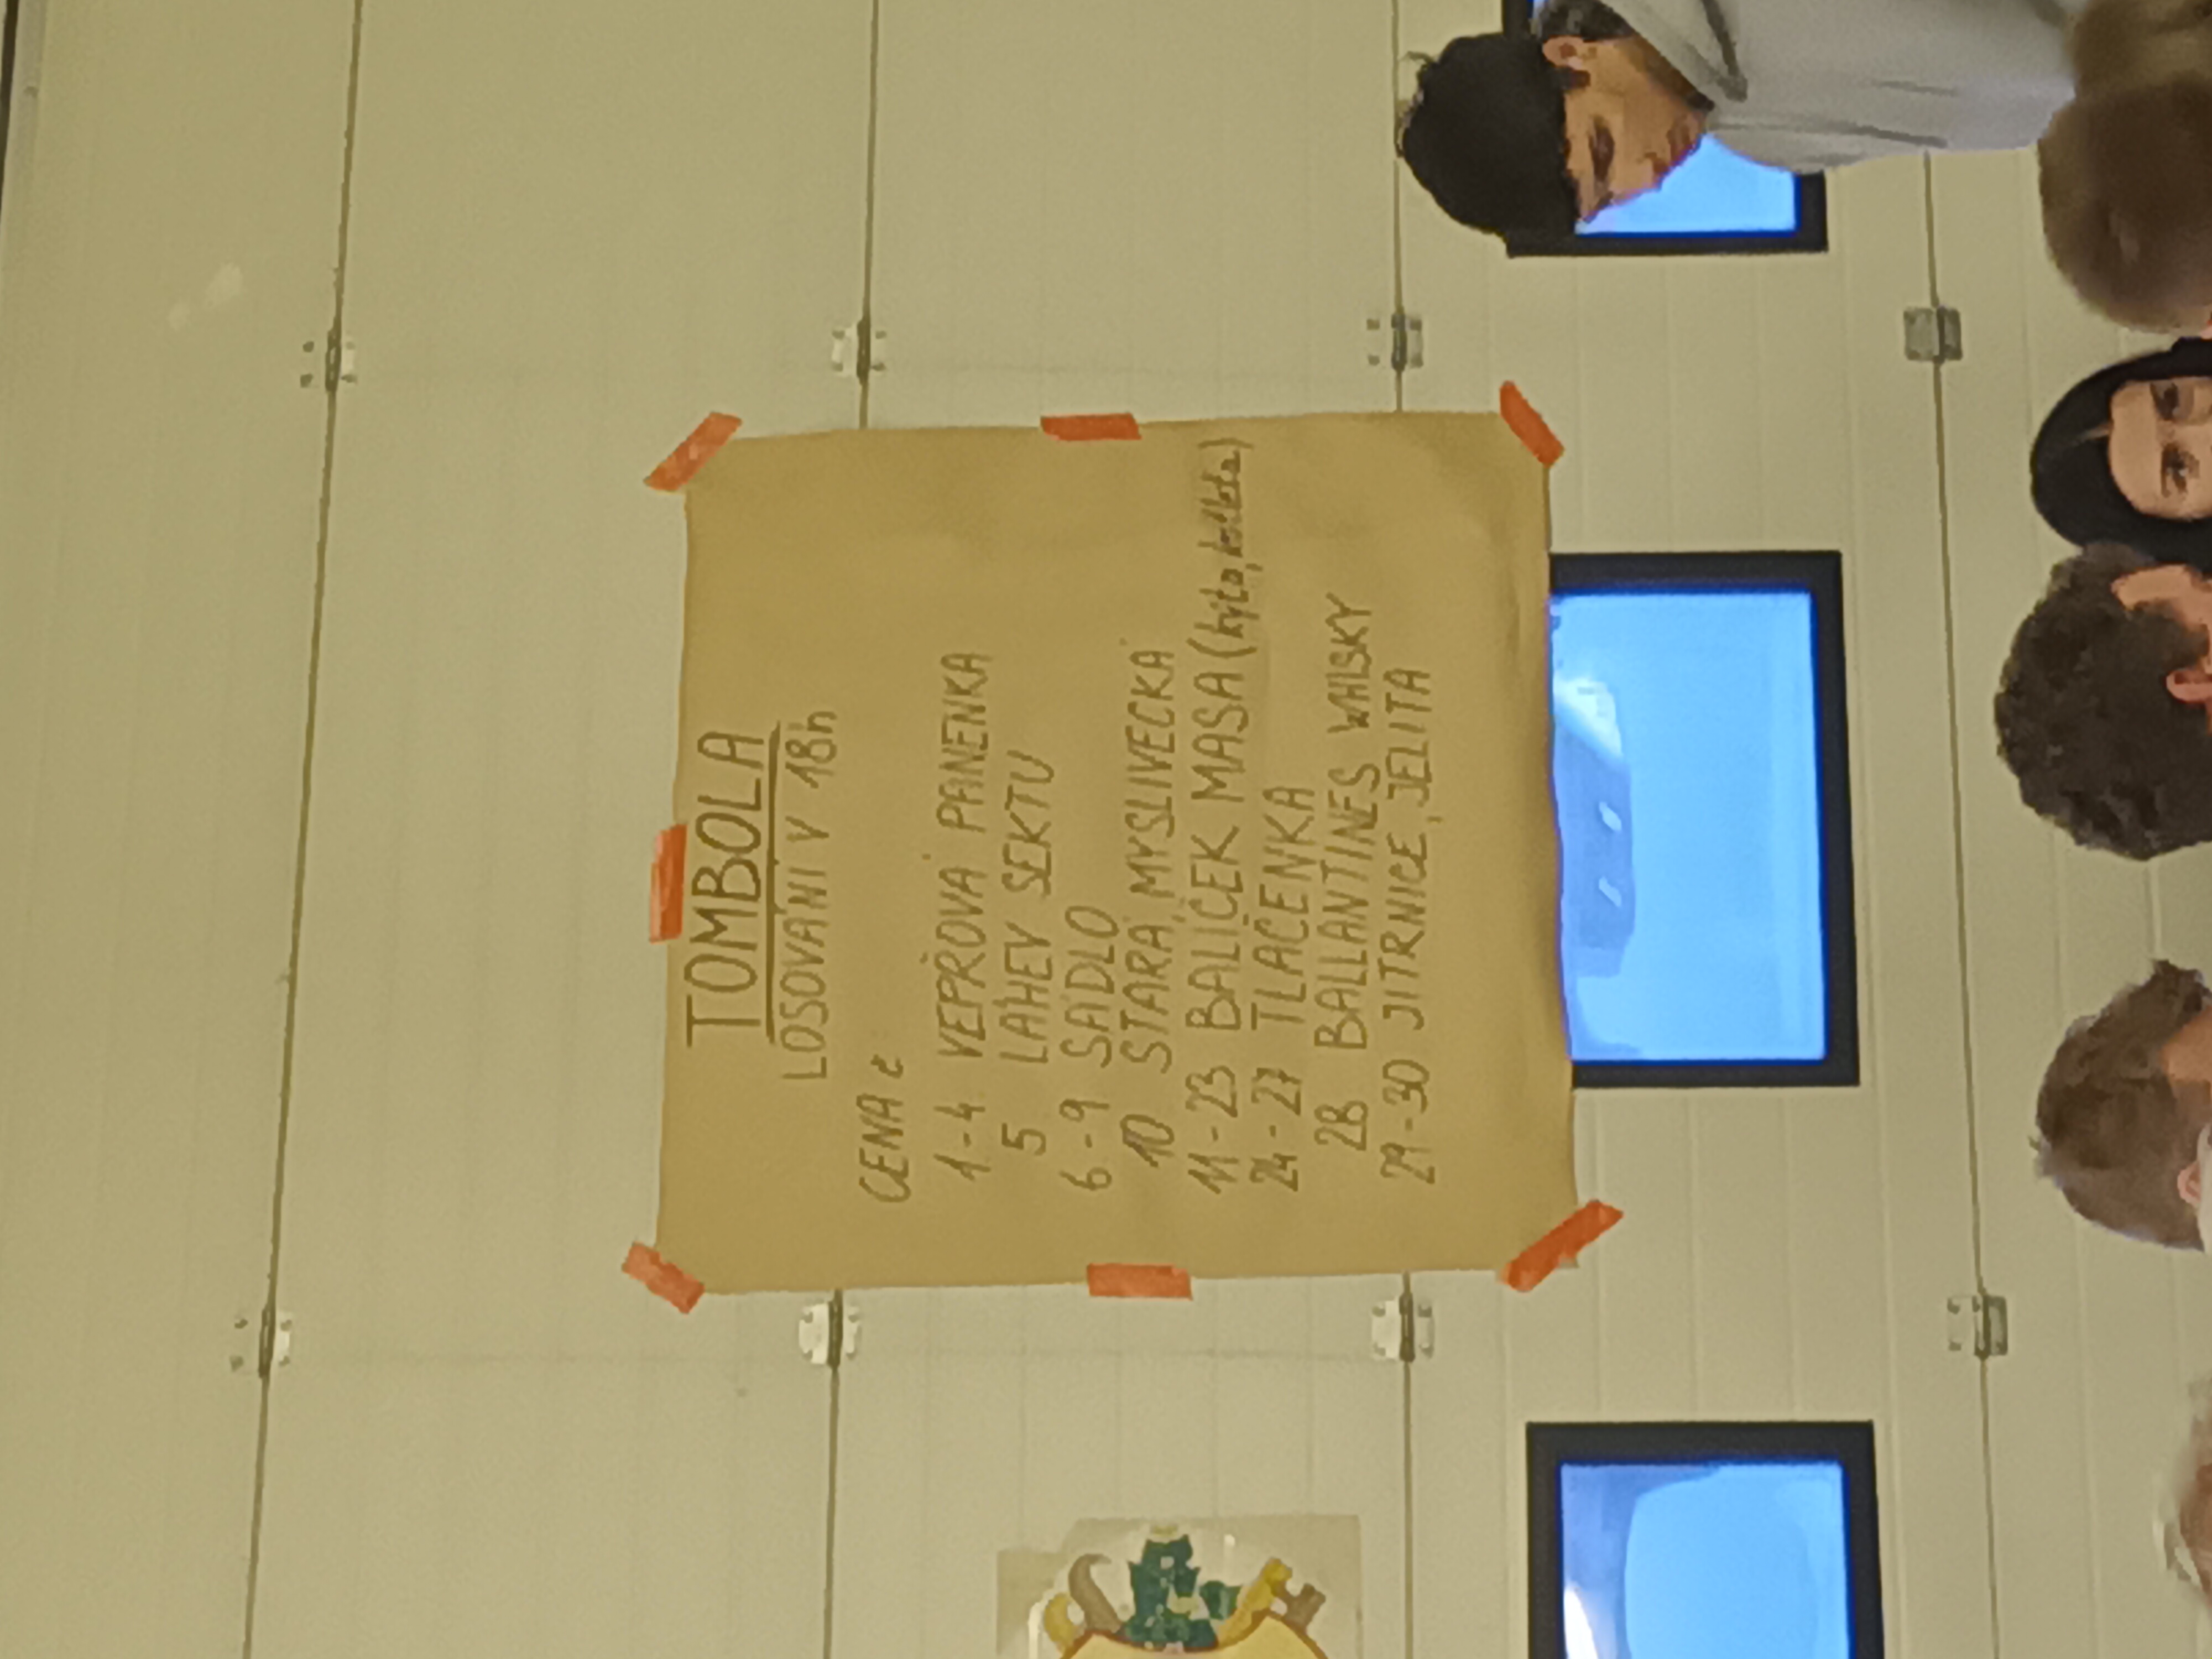 TOMBOLA
LOSOVÁNÍ V 18h
CENA č
1-4 VEPŘOVÁ PANENKA
5 LÁHEV SEKTU
6-9 SÁDLO
10 STARÁ MYSLIVECKÁ
11-23 BALÍČEK MASA (kýta, kotleta)
24-27 TLAČENKA
28 BALLANTINES WHISKY
29-30 JITRNICE, JELITA